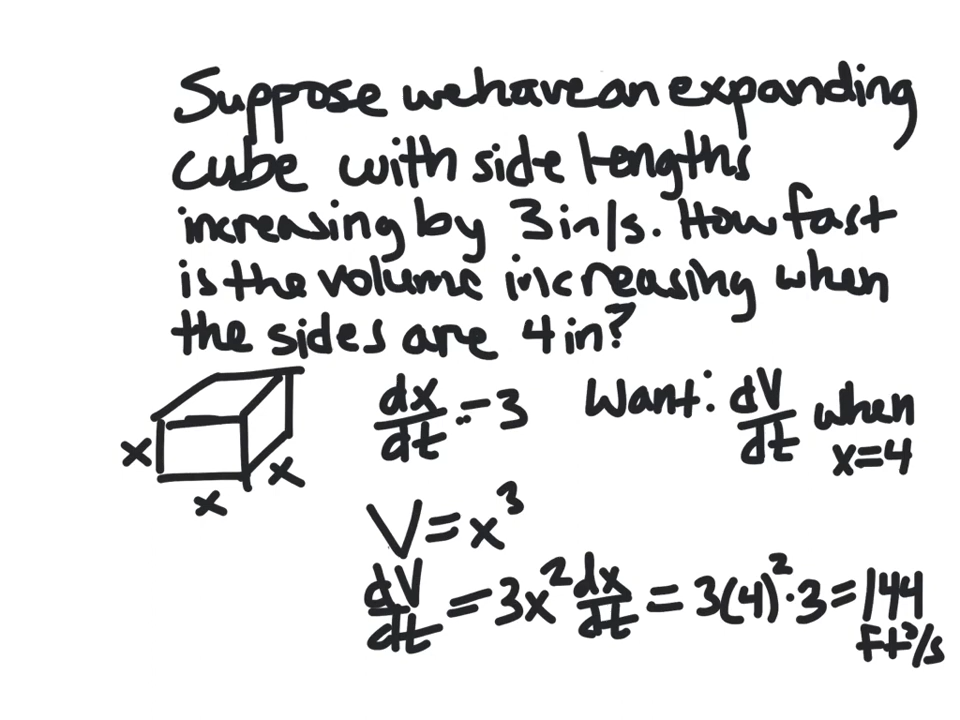 Suppose we have an expanding
cube with side lengths
increasing by 3 in/s. How fast
is the volume increasing when
the sides are 4 in?
dx/dt = 3 Want: dV/dt when x=4
x
x
x
V = x³
dV/dt = 3x² dx/dt = 3(4)²·3 = 144 ft³/s